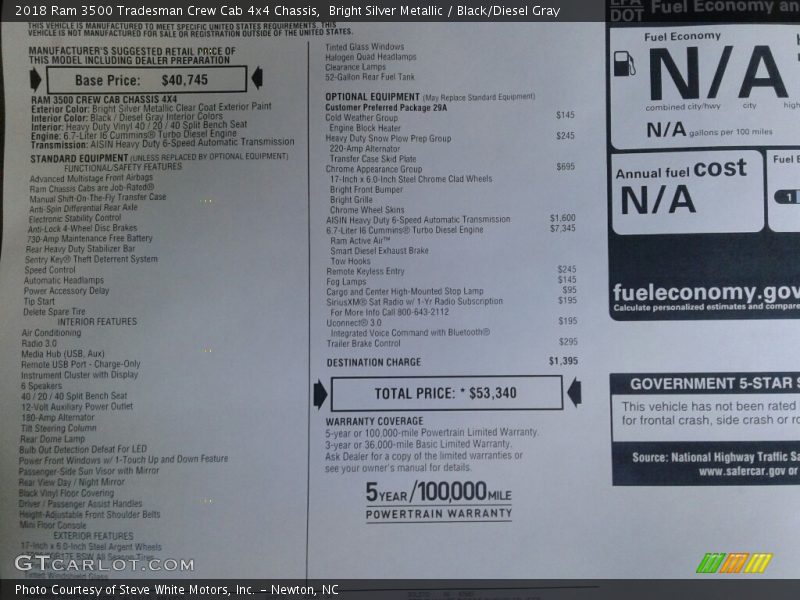 2018 Ram 3500 Tradesman Crew Cab 4x4 Chassis, Bright Silver Metallic / Black/Diesel Gray
THIS VEHICLE IS MANUFACTURED TO MEET SPECIFIC UNITED STATES REQUIREMENTS. THIS
VEHICLE IS NOT MANUFACTURED FOR SALE OR REGISTRATION OUTSIDE OF THE UNITED STATES.
MANUFACTURER'S SUGGESTED RETAIL PRICE OF
THIS MODEL INCLUDING DEALER PREPARATION
Base Price: $40,745
RAM 3500 CREW CAB CHASSIS 4X4
Exterior Color: Bright Silver Metallic Clear Coat Exterior Paint
Interior Color: Black / Diesel Gray Interior Colors
Interior: Heavy Duty Vinyl 40 / 20 / 40 Split Bench Seat
Engine: 6.7-Liter I6 Cummins® Turbo Diesel Engine
Transmission: AISIN Heavy Duty 6-Speed Automatic Transmission
STANDARD EQUIPMENT (UNLESS REPLACED BY OPTIONAL EQUIPMENT)
FUNCTIONAL/SAFETY FEATURES
Advanced Multistage Front Airbags
Ram Chassis Cabs are Job-Rated®
Manual Shift-On-The-Fly Transfer Case
Anti-Spin Differential Rear Axle
Electronic Stability Control
Anti-Lock 4-Wheel Disc Brakes
730-Amp Maintenance Free Battery
Rear Heavy Duty Stabilizer Bar
Sentry Key® Theft Deterrent System
Speed Control
Automatic Headlamps
Power Accessory Delay
Tip Start
Delete Spare Tire
INTERIOR FEATURES
Air Conditioning
Radio 3.0
Media Hub (USB, Aux)
Remote USB Port - Charge-Only
Instrument Cluster with Display
6 Speakers
40 / 20 / 40 Split Bench Seat
12-Volt Auxiliary Power Outlet
180-Amp Alternator
Tilt Steering Column
Rear Dome Lamp
Bulb Out Detection Defeat For LED
Power Front Windows w/ 1-Touch Up and Down Feature
Passenger-Side Sun Visor with Mirror
Rear View Day / Night Mirror
Black Vinyl Floor Covering
Driver / Passenger Assist Handles
Height-Adjustable Front Shoulder Belts
Mini Floor Console
EXTERIOR FEATURES
17-Inch x 6.0-Inch Steel Argent Wheels
BSW All Season Tires
Tinted Windshield Glass
Tinted Glass Windows
Halogen Quad Headlamps
Clearance Lamps
52-Gallon Rear Fuel Tank
OPTIONAL EQUIPMENT (May Replace Standard Equipment)
Customer Preferred Package 29A
Cold Weather Group $145
Engine Block Heater
Heavy Duty Snow Plow Prep Group $245
220-Amp Alternator
Transfer Case Skid Plate
Chrome Appearance Group $695
17-Inch x 6.0-Inch Steel Chrome Clad Wheels
Bright Front Bumper
Bright Grille
Chrome Wheel Skins
AISIN Heavy Duty 6-Speed Automatic Transmission $1,600
6.7-Liter I6 Cummins® Turbo Diesel Engine $7,345
Ram Active Air™
Smart Diesel Exhaust Brake
Tow Hooks
Remote Keyless Entry $245
Fog Lamps $145
Cargo and Center High-Mounted Stop Lamp $95
SiriusXM® Sat Radio w/ 1-Yr Radio Subscription $195
For More Info Call 800-643-2112
Uconnect® 3.0 $195
Integrated Voice Command with Bluetooth®
Trailer Brake Control $295
DESTINATION CHARGE $1,395
TOTAL PRICE: * $53,340
WARRANTY COVERAGE
5-year or 100,000-mile Powertrain Limited Warranty.
3-year or 36,000-mile Basic Limited Warranty.
Ask Dealer for a copy of the limited warranties or
see your owner's manual for details.
5 YEAR/100,000 MILE
POWERTRAIN WARRANTY
EPA
DOT Fuel Economy an
Fuel Economy
N/A
combined city/hwy city high
N/A gallons per 100 miles
Annual fuel cost
N/A
Fuel E
1
fueleconomy.gov
Calculate personalized estimates and compare
GOVERNMENT 5-STAR S
This vehicle has not been rated
for frontal crash, side crash or ro
Source: National Highway Traffic Sa
www.safercar.gov or
GTCARLOT.COM
Photo Courtesy of Steve White Motors, Inc. - Newton, NC